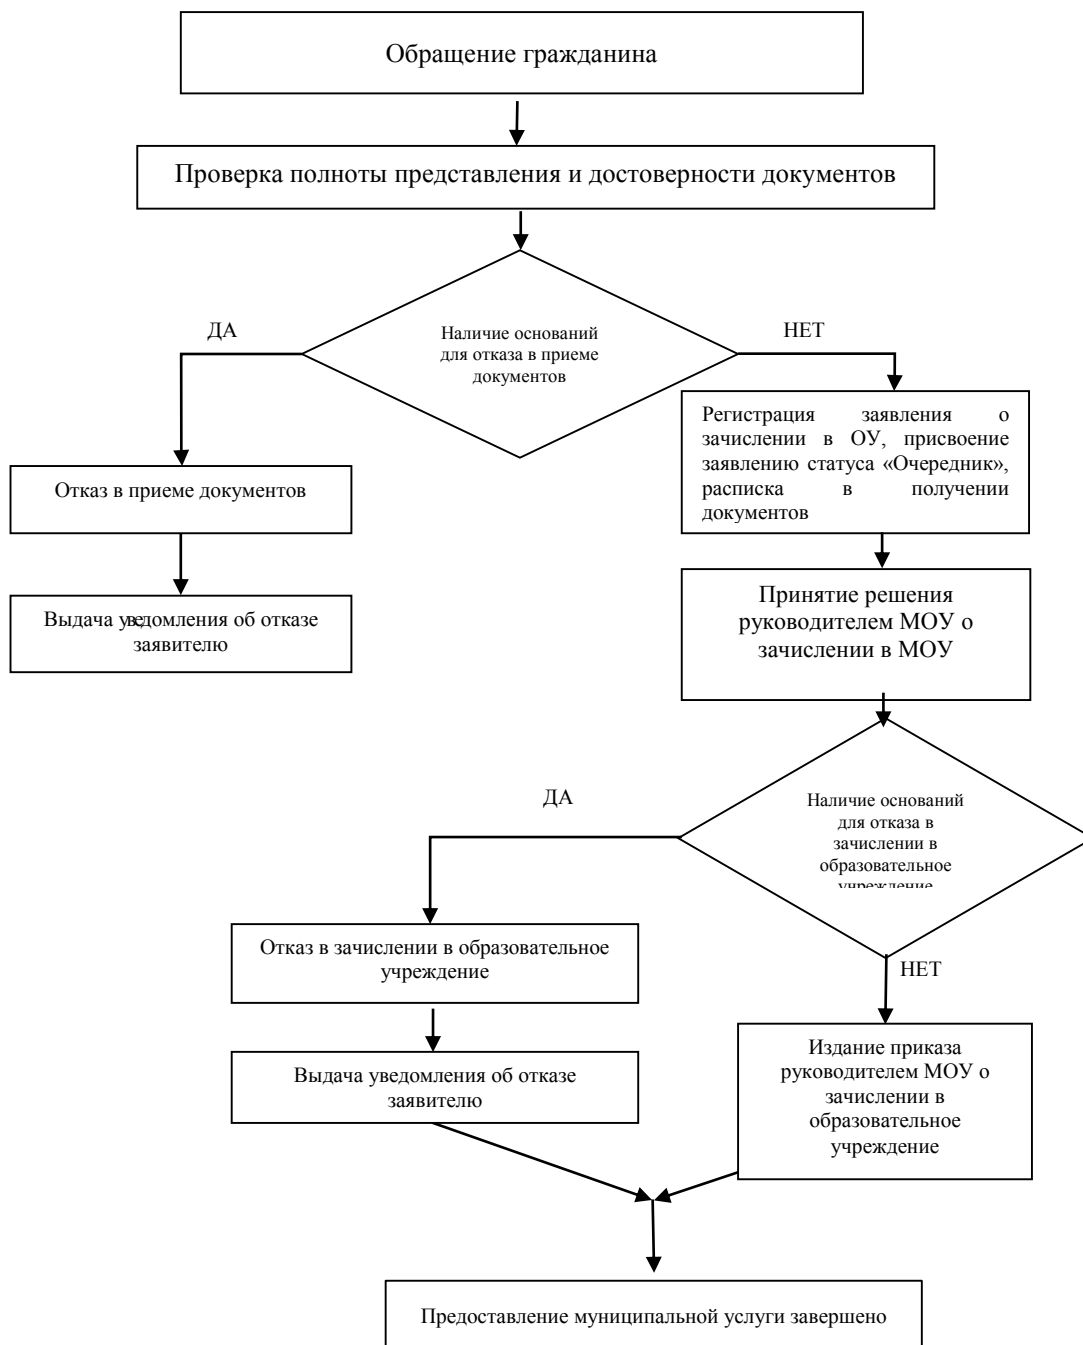 Обращение гражданина
Проверка полноты представления и достоверности документов
ДА
Наличие оснований
для отказа в приеме
документов
НЕТ
Регистрация заявления о
зачислении в ОУ, присвоение
заявлению статуса «Очередник»,
расписка в получении
документов
Отказ в приеме документов
Выдача уведомления об отказе
заявителю
Принятие решения
руководителем МОУ о
зачислении в МОУ
ДА
Наличие оснований
для отказа в
зачислении в
образовательное
учреждение
НЕТ
Отказ в зачислении в образовательное
учреждение
Выдача уведомления об отказе
заявителю
Издание приказа
руководителем МОУ о
зачислении в
образовательное
учреждение
Предоставление муниципальной услуги завершено